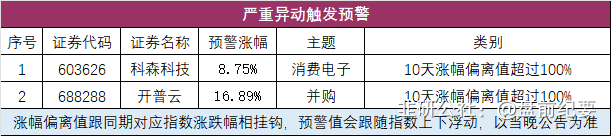 严重异动触发预警
序号 证券代码 证券名称 预警涨幅 主题 类别
1 603626 科森科技 8.75% 消费电子 10天涨幅偏离值超过100%
2 688288 开普云 16.89% 并购 10天涨幅偏离值超过100%
涨幅偏离值跟同期对应指数涨跌幅相挂钩，预警值会跟随指数上下浮动，以当晚公告为准